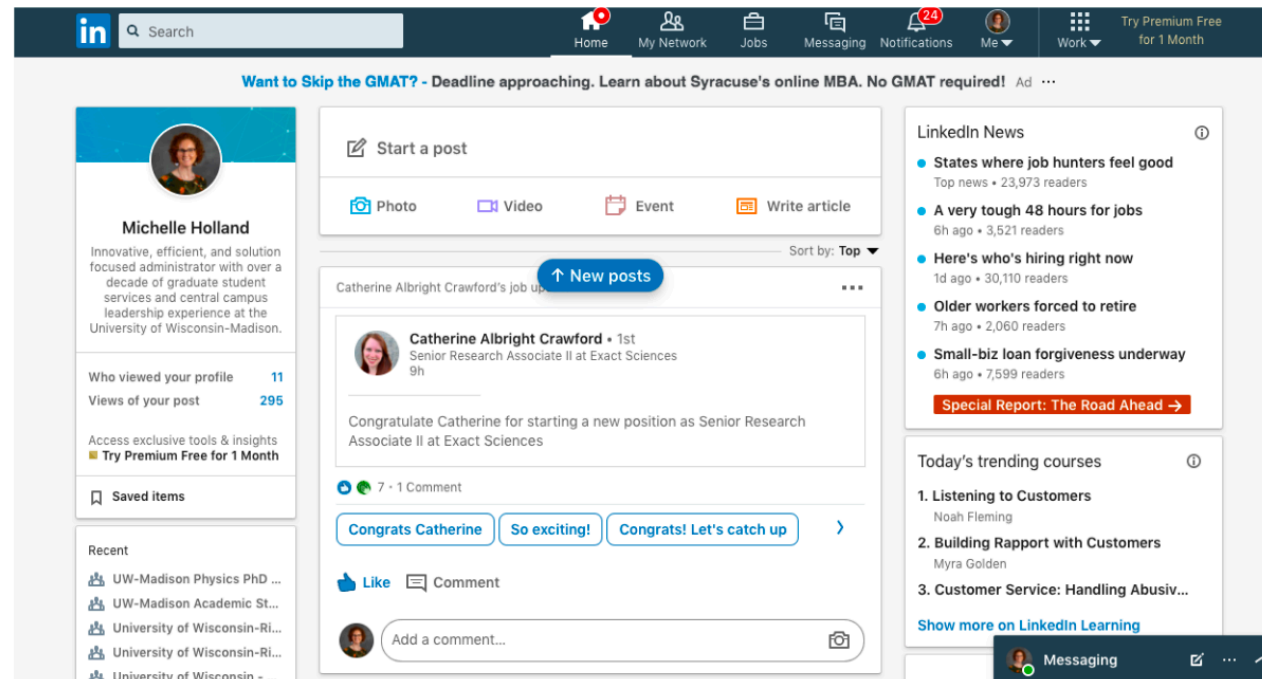 in
Search
Home
My Network
Jobs
Messaging
24
Notifications
Me
Work
Try Premium Free
for 1 Month
Want to Skip the GMAT? - Deadline approaching. Learn about Syracuse's online MBA. No GMAT required! Ad ...
Michelle Holland
Innovative, efficient, and solution
focused administrator with over a
decade of graduate student
services and central campus
leadership experience at the
University of Wisconsin-Madison.
Who viewed your profile 11
Views of your post 295
Access exclusive tools & insights
Try Premium Free for 1 Month
Saved items
Recent
UW-Madison Physics PhD ...
UW-Madison Academic St...
University of Wisconsin-Ri...
University of Wisconsin-Ri...
University of Wisconsin - ...
Start a post
Photo
Video
Event
Write article
Sort by: Top
↑ New posts
Catherine Albright Crawford's job up
Catherine Albright Crawford • 1st
Senior Research Associate II at Exact Sciences
9h
Congratulate Catherine for starting a new position as Senior Research
Associate II at Exact Sciences
7 · 1 Comment
Congrats Catherine
So exciting!
Congrats! Let's catch up
Like
Comment
Add a comment...
LinkedIn News
States where job hunters feel good
Top news • 23,973 readers
A very tough 48 hours for jobs
6h ago • 3,521 readers
Here's who's hiring right now
1d ago • 30,110 readers
Older workers forced to retire
7h ago • 2,060 readers
Small-biz loan forgiveness underway
6h ago • 7,599 readers
Special Report: The Road Ahead →
Today's trending courses
1. Listening to Customers
Noah Fleming
2. Building Rapport with Customers
Myra Golden
3. Customer Service: Handling Abusiv...
Show more on LinkedIn Learning
Messaging